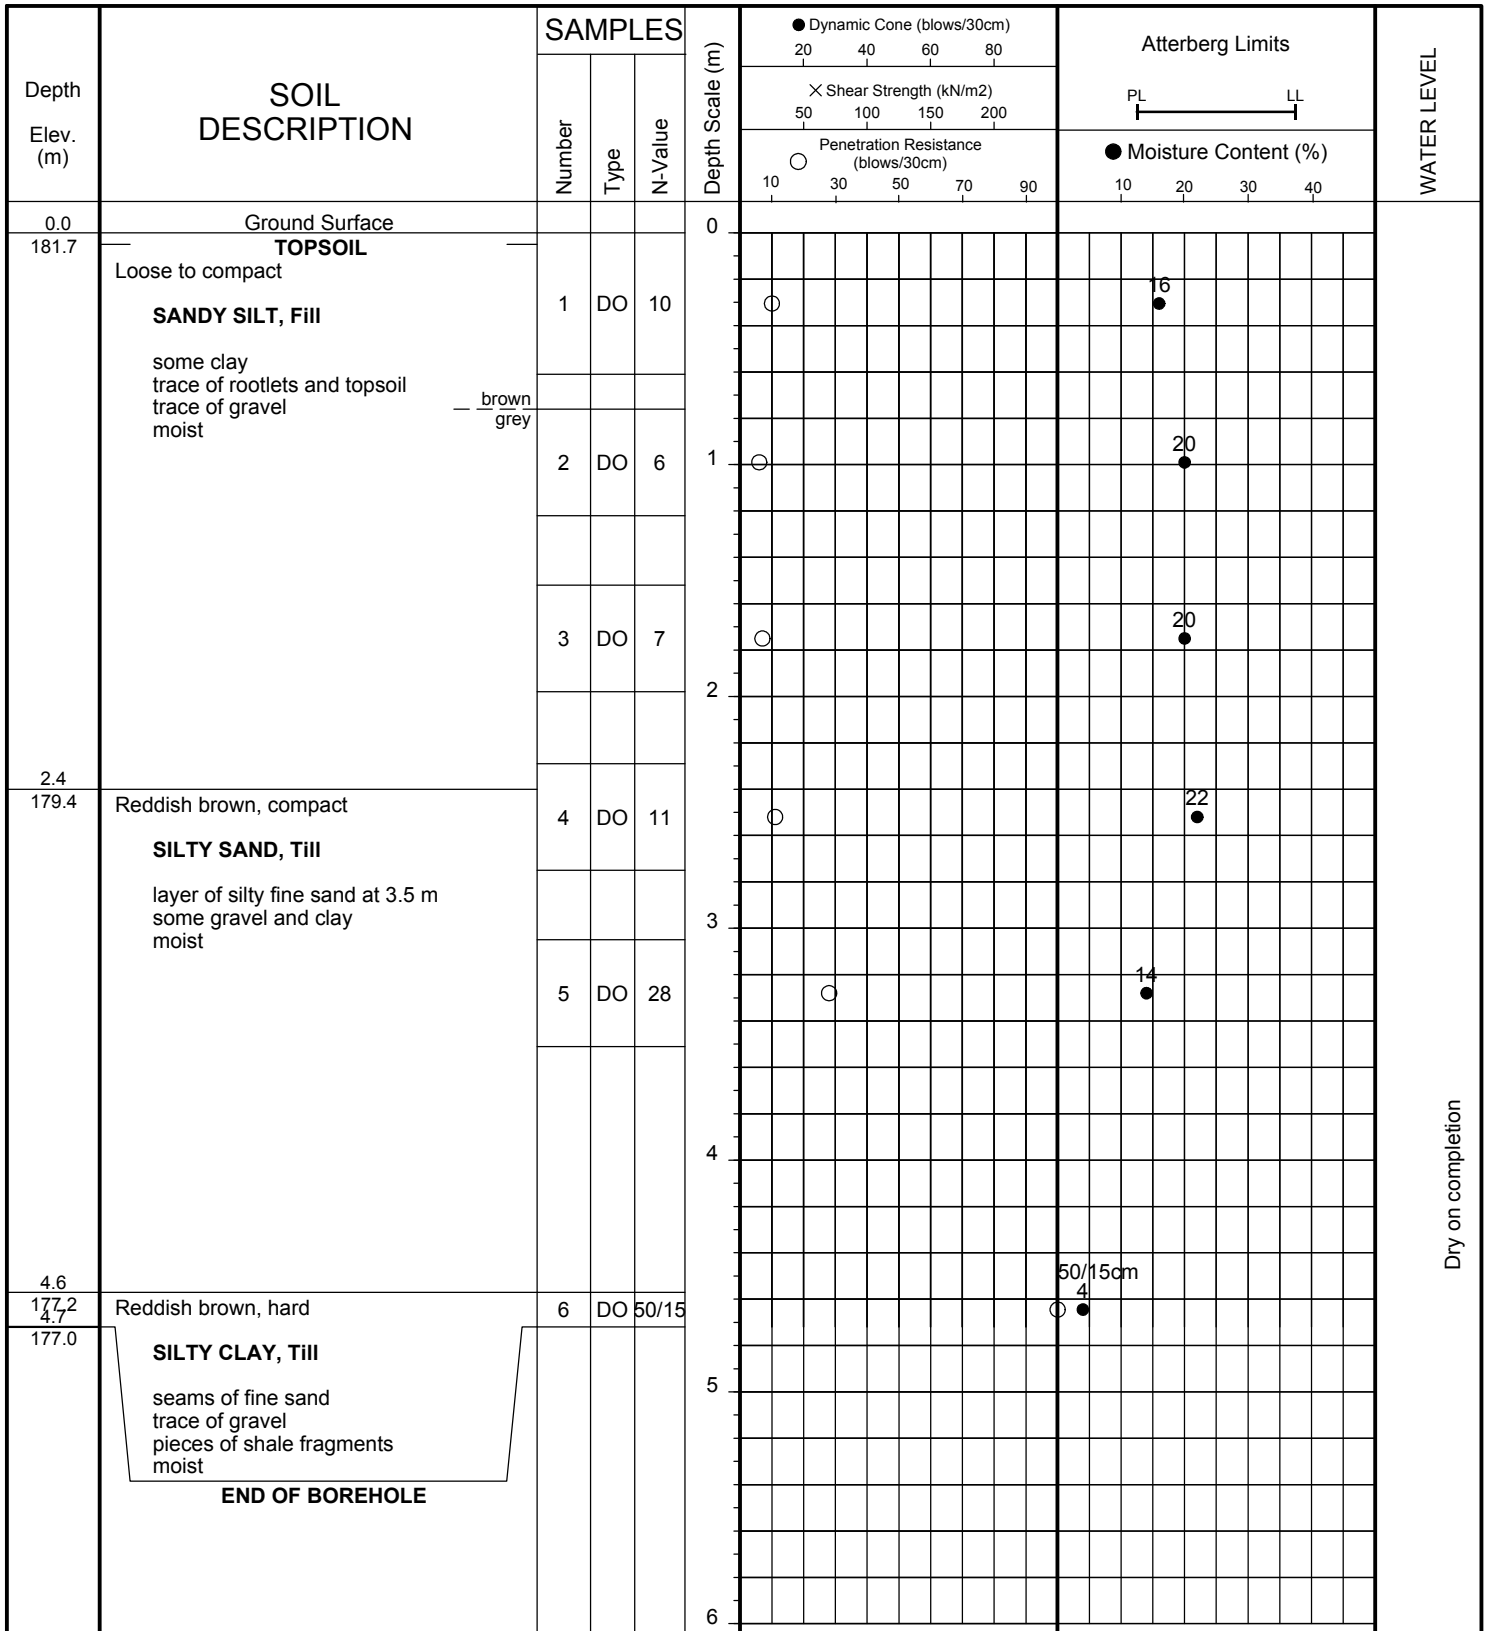 Depth
Elev.
(m)
SOIL
DESCRIPTION
SAMPLES
Number
Type
N-Value
Depth Scale (m)
● Dynamic Cone (blows/30cm)
20 40 60 80
× Shear Strength (kN/m2)
50 100 150 200
○ Penetration Resistance
(blows/30cm)
10 30 50 70 90
Atterberg Limits
PL LL
● Moisture Content (%)
10 20 30 40
WATER LEVEL
0.0 Ground Surface 0
181.7 TOPSOIL
Loose to compact
16
1 DO 10
SANDY SILT, Fill
some clay
trace of rootlets and topsoil
trace of gravel
brown
grey
moist
20
2 DO 6 1
20
3 DO 7
2
2.4
179.4 Reddish brown, compact
22
4 DO 11
SILTY SAND, Till
layer of silty fine sand at 3.5 m
some gravel and clay
moist
3
14
5 DO 28
4
Dry on completion
50/15cm
4
4.6
177.2 Reddish brown, hard 6 DO 50/15
4.7
177.0
SILTY CLAY, Till
5
seams of fine sand
trace of gravel
pieces of shale fragments
moist
END OF BOREHOLE
6